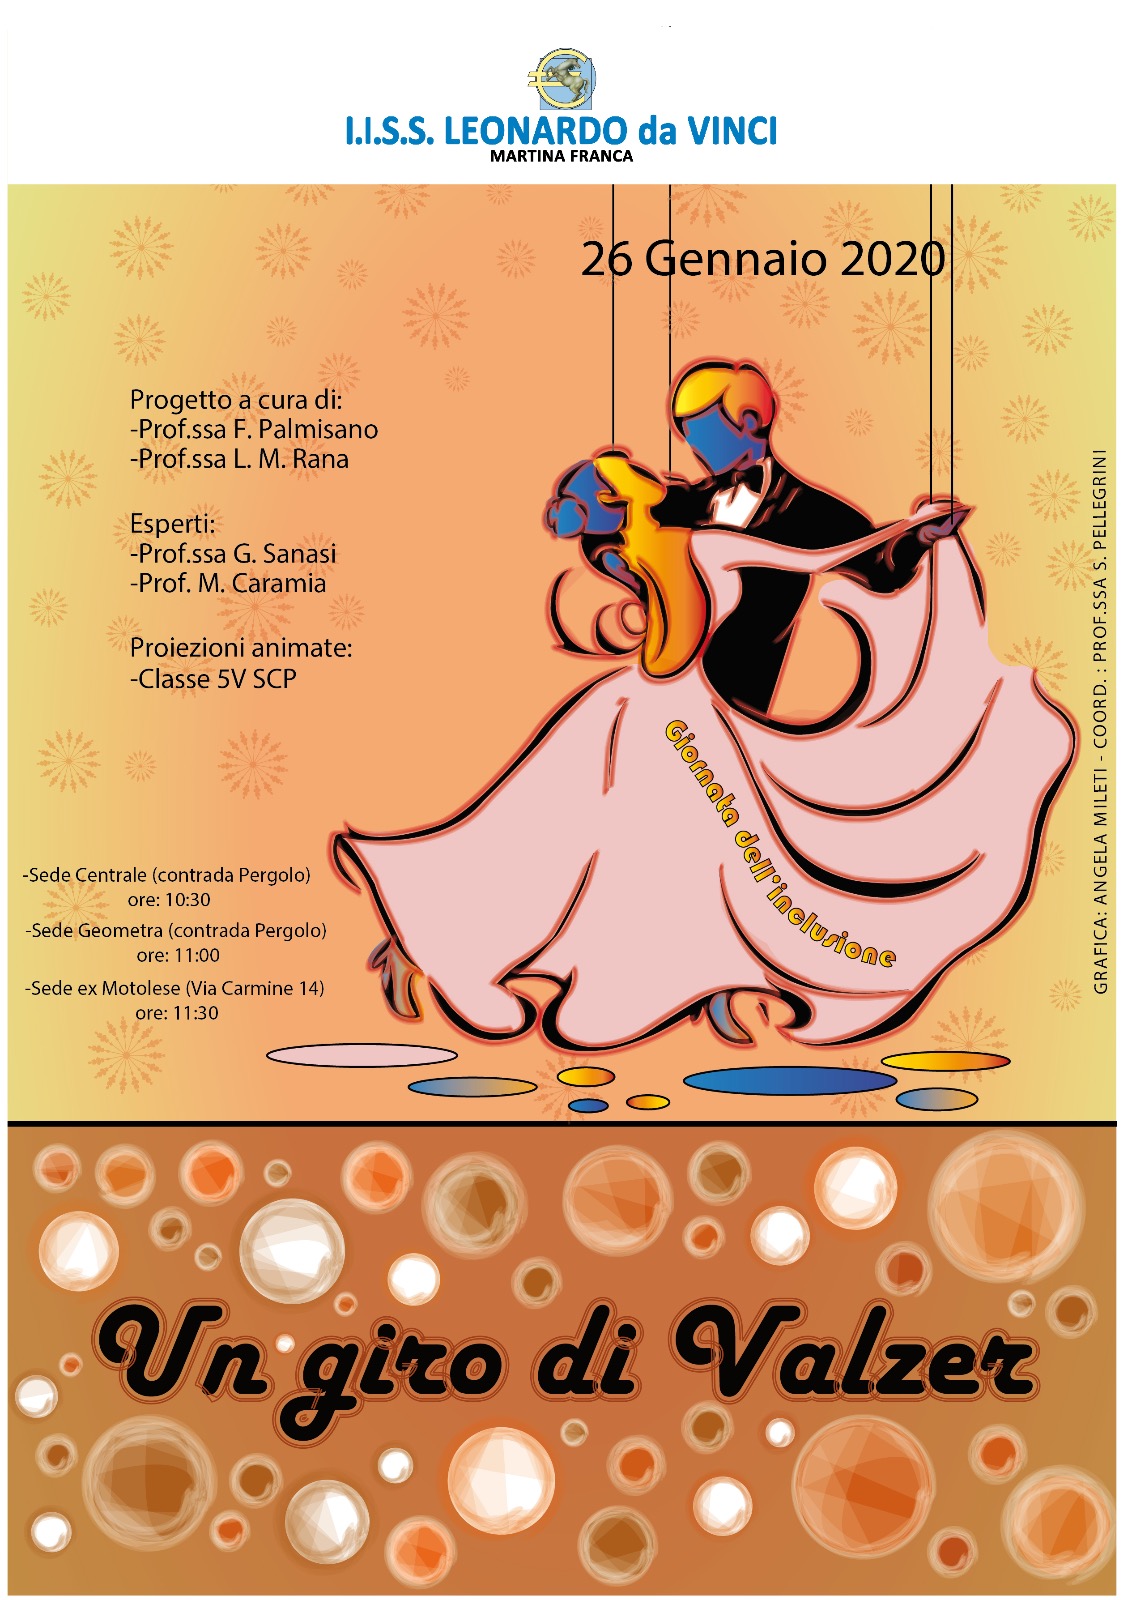 I.I.S.S. LEONARDO da VINCI
MARTINA FRANCA
26 Gennaio 2020
Progetto a cura di:
-Prof.ssa F. Palmisano
-Prof.ssa L. M. Rana
Esperti:
-Prof.ssa G. Sanasi
-Prof. M. Caramia
Proiezioni animate:
-Classe 5V SCP
Giornata dell'inclusione
-Sede Centrale (contrada Pergolo)
ore: 10:30
-Sede Geometra (contrada Pergolo)
ore: 11:00
-Sede ex Motolese (Via Carmine 14)
ore: 11:30
GRAFICA: ANGELA MILETI - COORD. : PROF.SSA S. PELLEGRINI
Un giro di Valzer